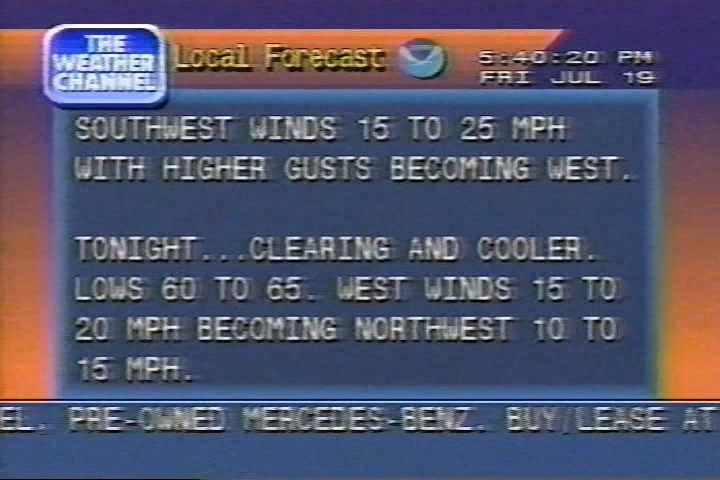 THE
WEATHER
CHANNEL
Local Forecast
5:40:20 PM
FRI JUL 19
SOUTHWEST WINDS 15 TO 25 MPH
WITH HIGHER GUSTS BECOMING WEST.
TONIGHT...CLEARING AND COOLER.
LOWS 60 TO 65. WEST WINDS 15 TO
20 MPH BECOMING NORTHWEST 10 TO
15 MPH.
EL. PRE-OWNED MERCEDES-BENZ. BUY/LEASE AT